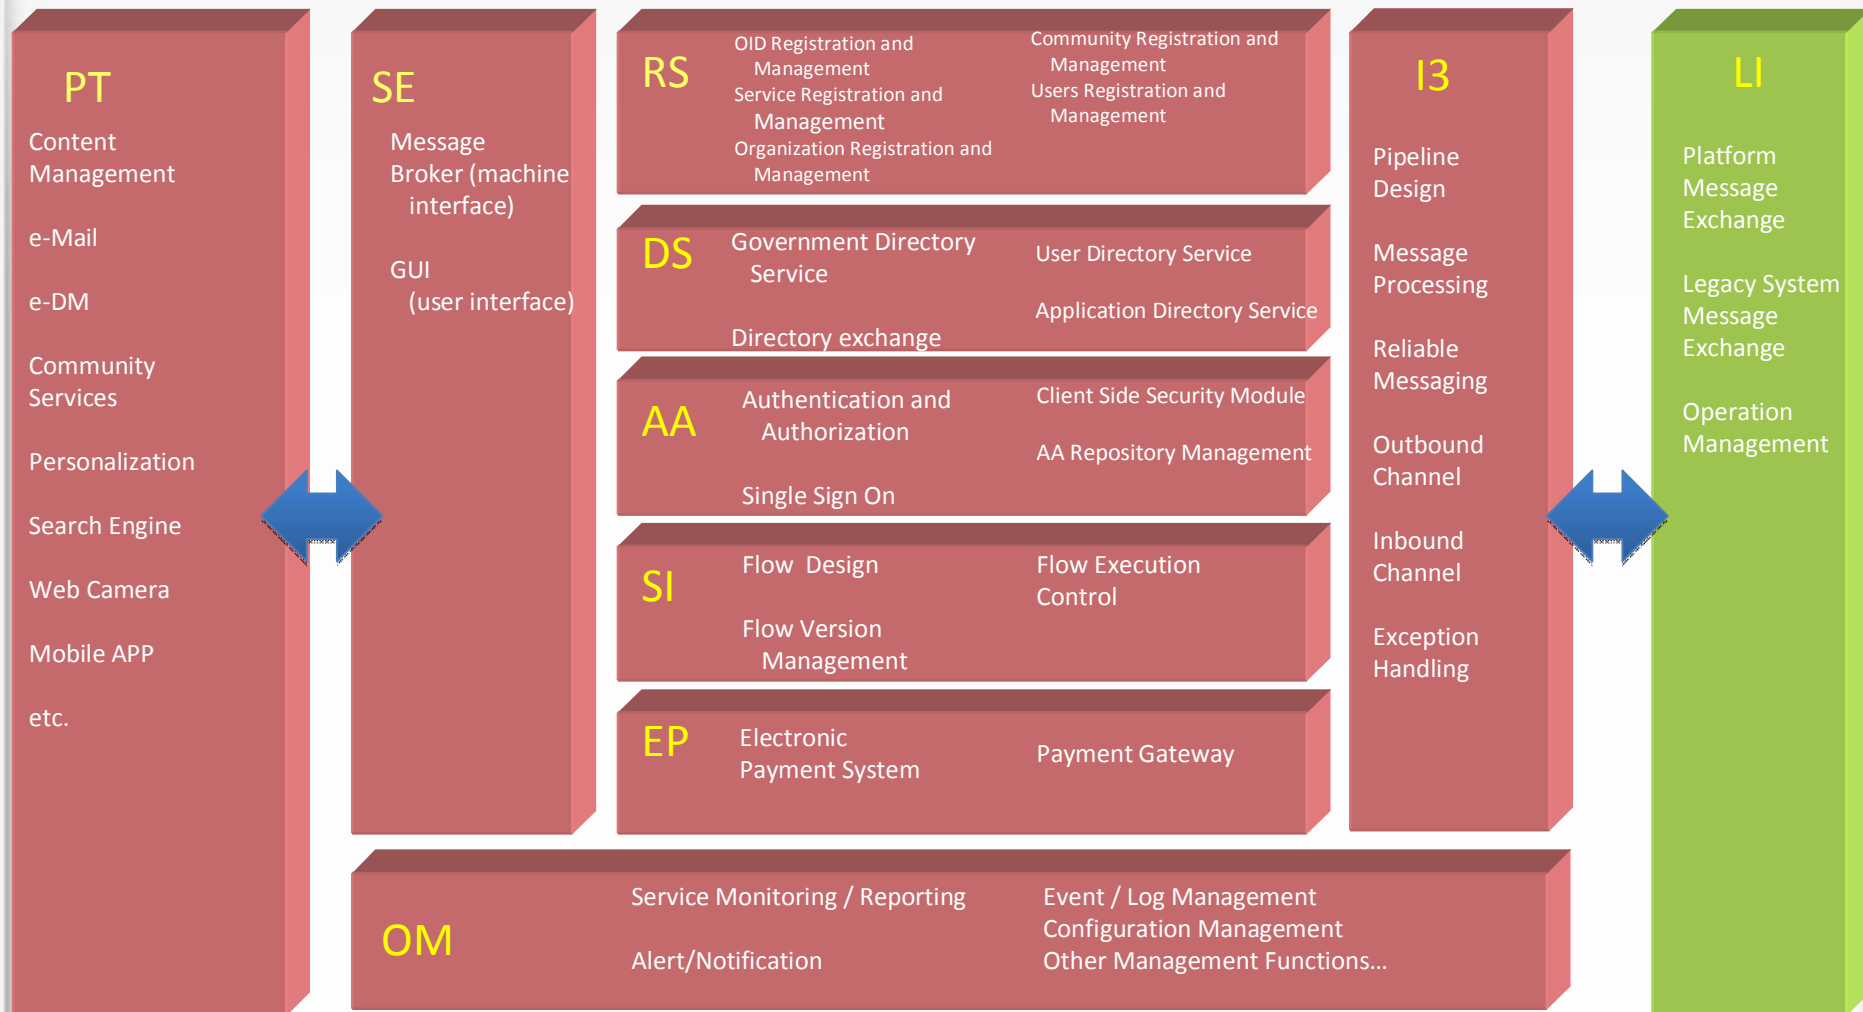 PT
Content
Management
e-Mail
e-DM
Community
Services
Personalization
Search Engine
Web Camera
Mobile APP
etc.
SE
Message
Broker (machine
interface)
GUI
(user interface)
RS
OID Registration and
Management
Service Registration and
Management
Organization Registration and
Management
Community Registration and
Management
Users Registration and
Management
DS
Government Directory
Service
Directory exchange
User Directory Service
Application Directory Service
AA
Authentication and
Authorization
Single Sign On
Client Side Security Module
AA Repository Management
SI
Flow Design
Flow Version
Management
Flow Execution
Control
EP
Electronic
Payment System
Payment Gateway
I3
Pipeline
Design
Message
Processing
Reliable
Messaging
Outbound
Channel
Inbound
Channel
Exception
Handling
LI
Platform
Message
Exchange
Legacy System
Message
Exchange
Operation
Management
OM
Service Monitoring / Reporting
Alert/Notification
Event / Log Management
Configuration Management
Other Management Functions...